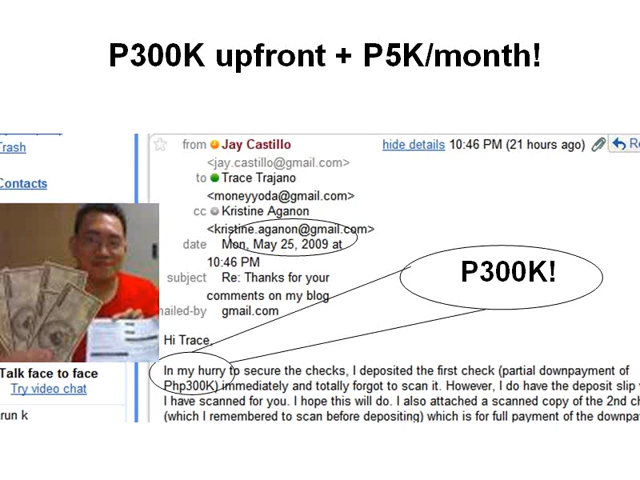 P300K upfront + P5K/month!
Trash
Contacts
from Jay Castillo
<jay.castillo@gmail.com>
hide details 10:46 PM (21 hours ago) Re
to Trace Trajano
<moneyyoda@gmail.com>
cc Kristine Aganon
<kristine.aganon@gmail.com>
date Mon, May 25, 2009 at
10:46 PM
subject Re: Thanks for your
comments on my blog
mailed-by gmail.com
P300K!
Hi Trace,
In my hurry to secure the checks, I deposited the first check (partial downpayment of
Php300K) immediately and totally forgot to scan it. However, I do have the deposit slip
I have scanned for you. I hope this will do. I also attached a scanned copy of the 2nd ch
(which I remembered to scan before depositing) which is for full payment of the downpa
Talk face to face
Try video chat
run k